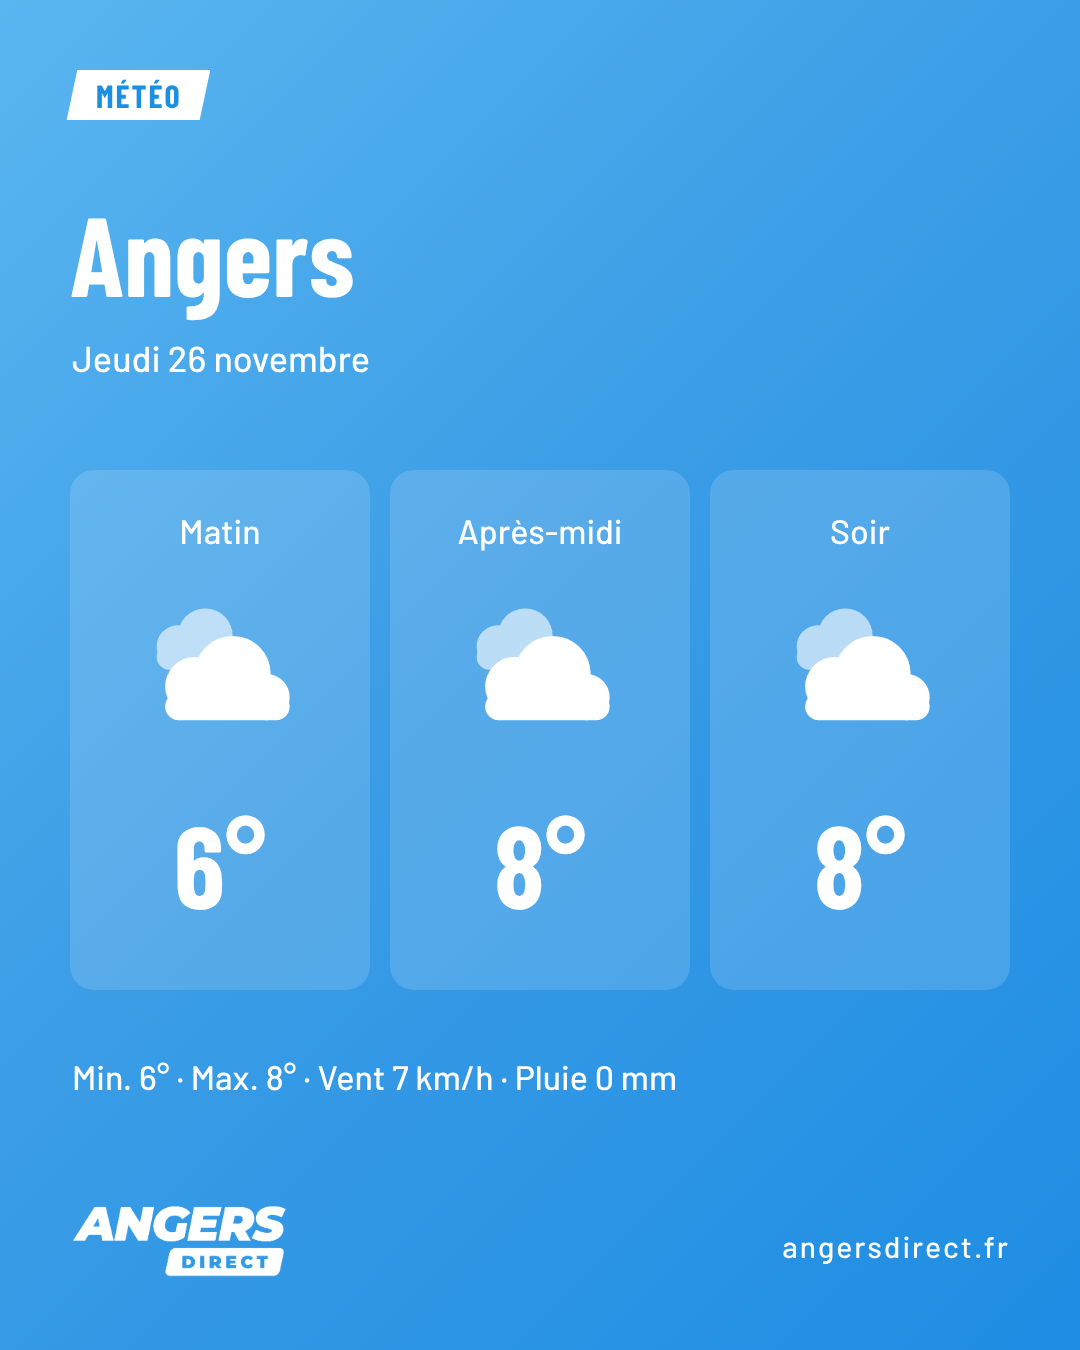 MÉTÉO
Angers
Jeudi 26 novembre
Matin
Après-midi
Soir
6°
8°
8°
Min. 6° · Max. 8° · Vent 7 km/h · Pluie 0 mm
ANGERS
DIRECT
angersdirect.fr